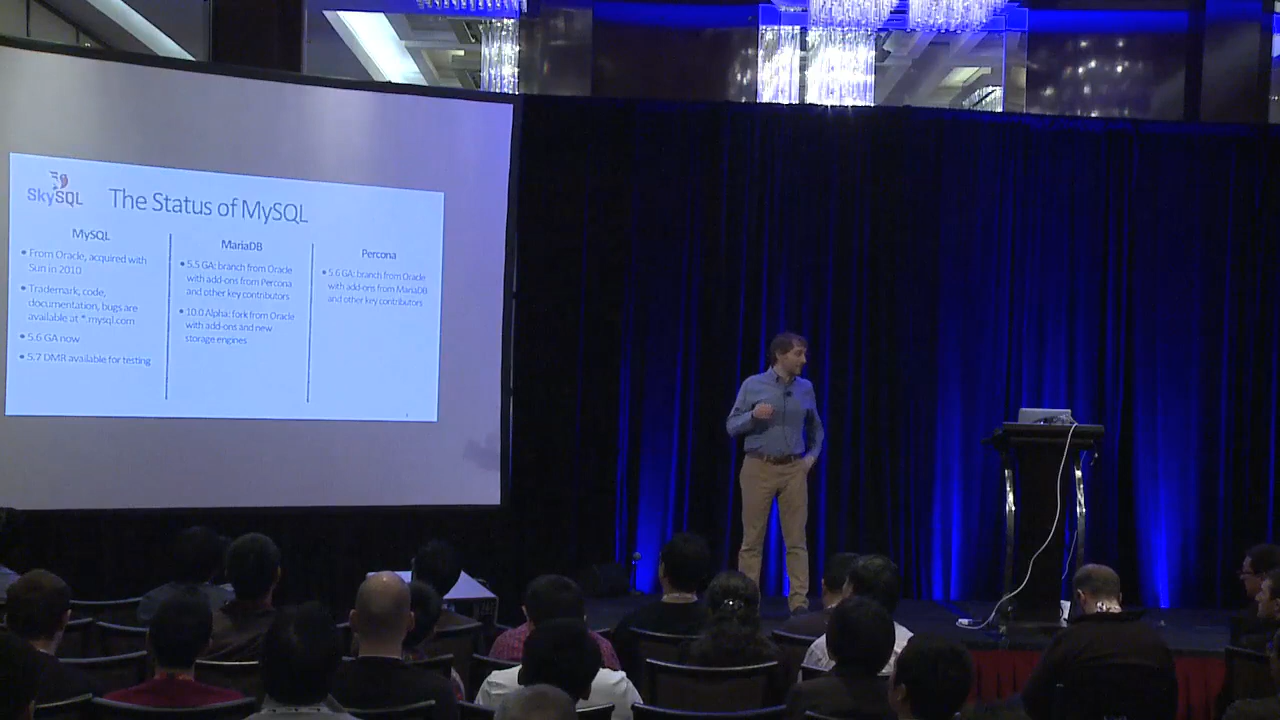 SkySQL
The Status of MySQL
MySQL
• From Oracle, acquired with
Sun in 2010
• Trademark, code,
documentation, bugs are
available at *.mysql.com
• 5.6 GA now
• 5.7 DMR available for testing
MariaDB
• 5.5 GA: branch from Oracle
with add-ons from Percona
and other key contributors
• 10.0 Alpha: fork from Oracle
with add-ons and new
storage engines
Percona
• 5.6 GA: branch from Oracle
with add-ons from MariaDB
and other key contributors